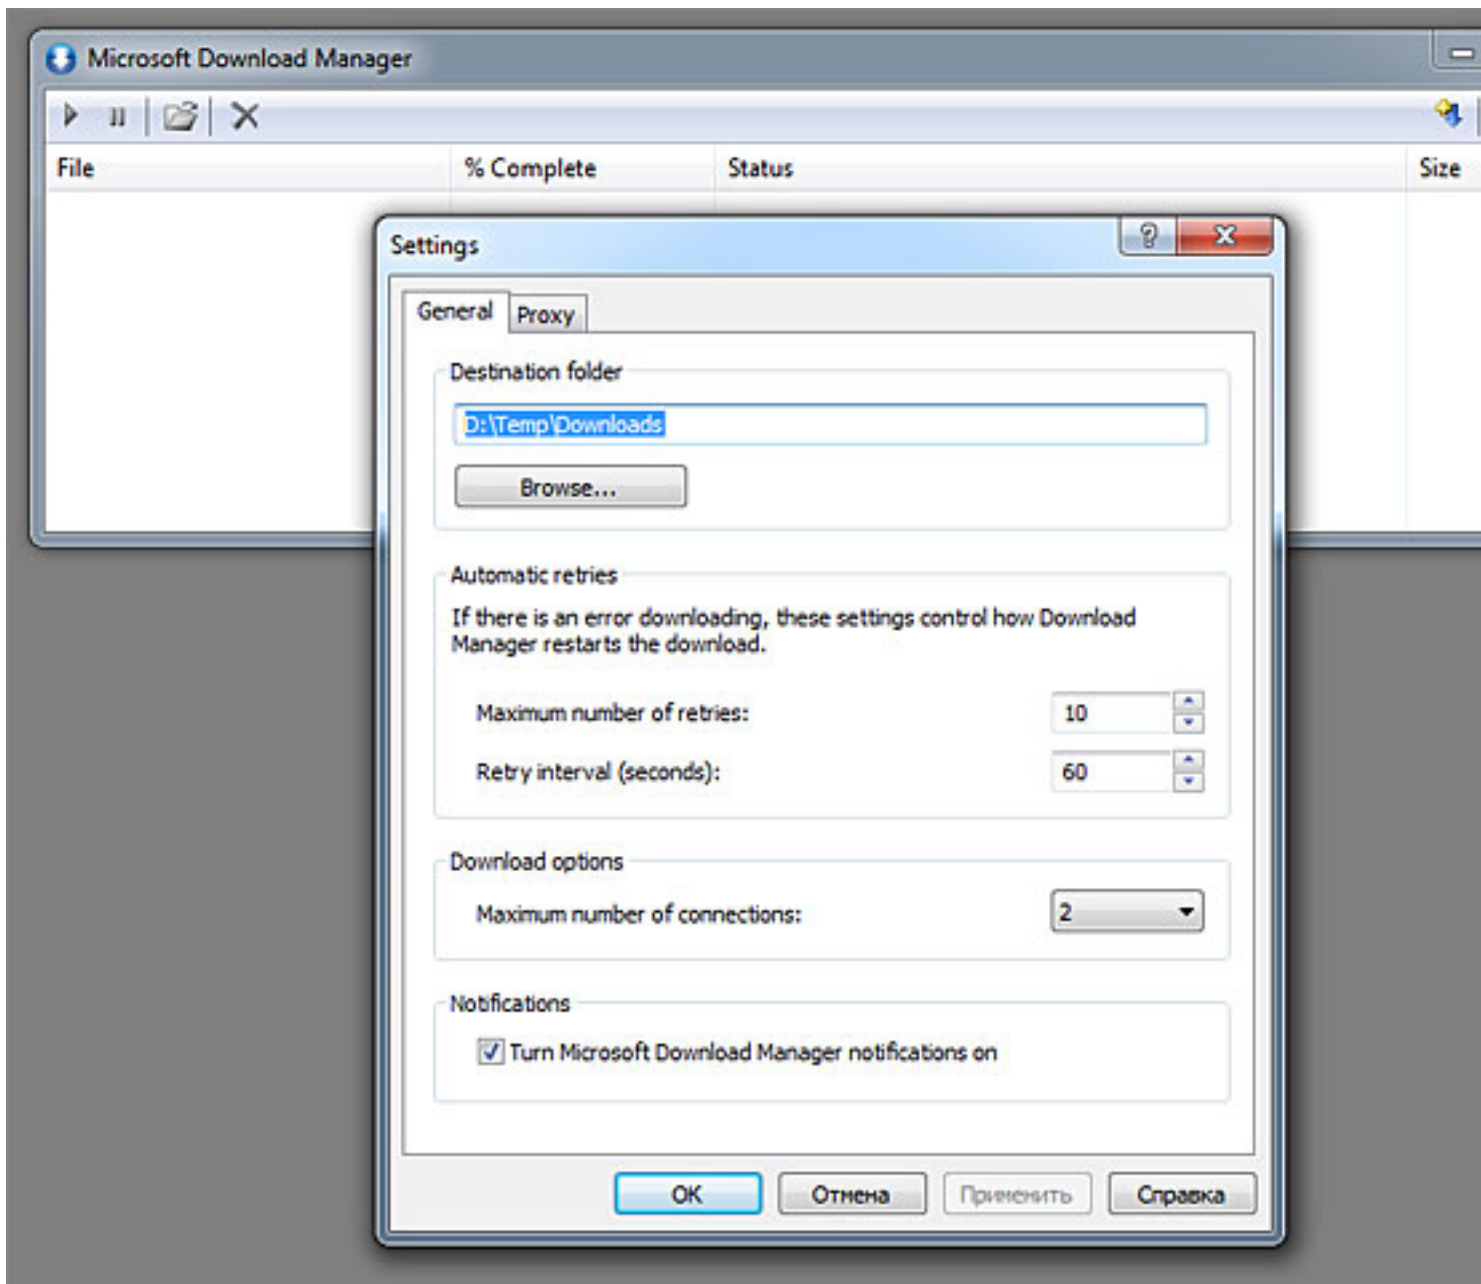 Microsoft Download Manager
File % Complete Status Size
Settings
General Proxy
Destination folder
D:\Temp\Downloads
Browse...
Automatic retries
If there is an error downloading, these settings control how Download
Manager restarts the download.
Maximum number of retries: 10
Retry interval (seconds): 60
Download options
Maximum number of connections: 2
Notifications
Turn Microsoft Download Manager notifications on
OK Отмена Применить Справка